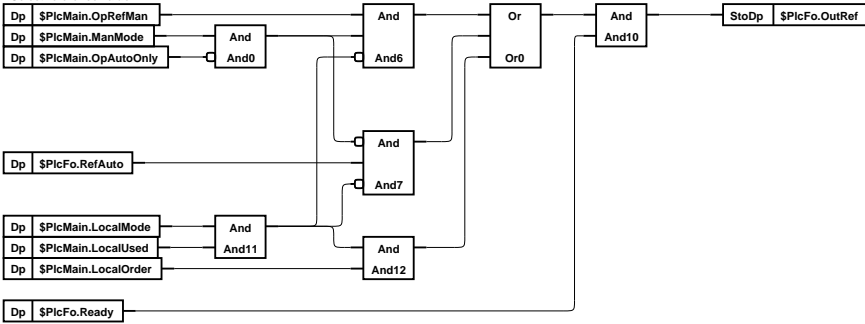 Dp $PlcMain.OpRefMan
And
And6
Or
Or0
And
And10
StoDp $PlcFo.OutRef
Dp $PlcMain.ManMode
Dp $PlcMain.OpAutoOnly
And
And0
And
And7
Dp $PlcFo.RefAuto
Dp $PlcMain.LocalMode
Dp $PlcMain.LocalUsed
Dp $PlcMain.LocalOrder
And
And11
And
And12
Dp $PlcFo.Ready